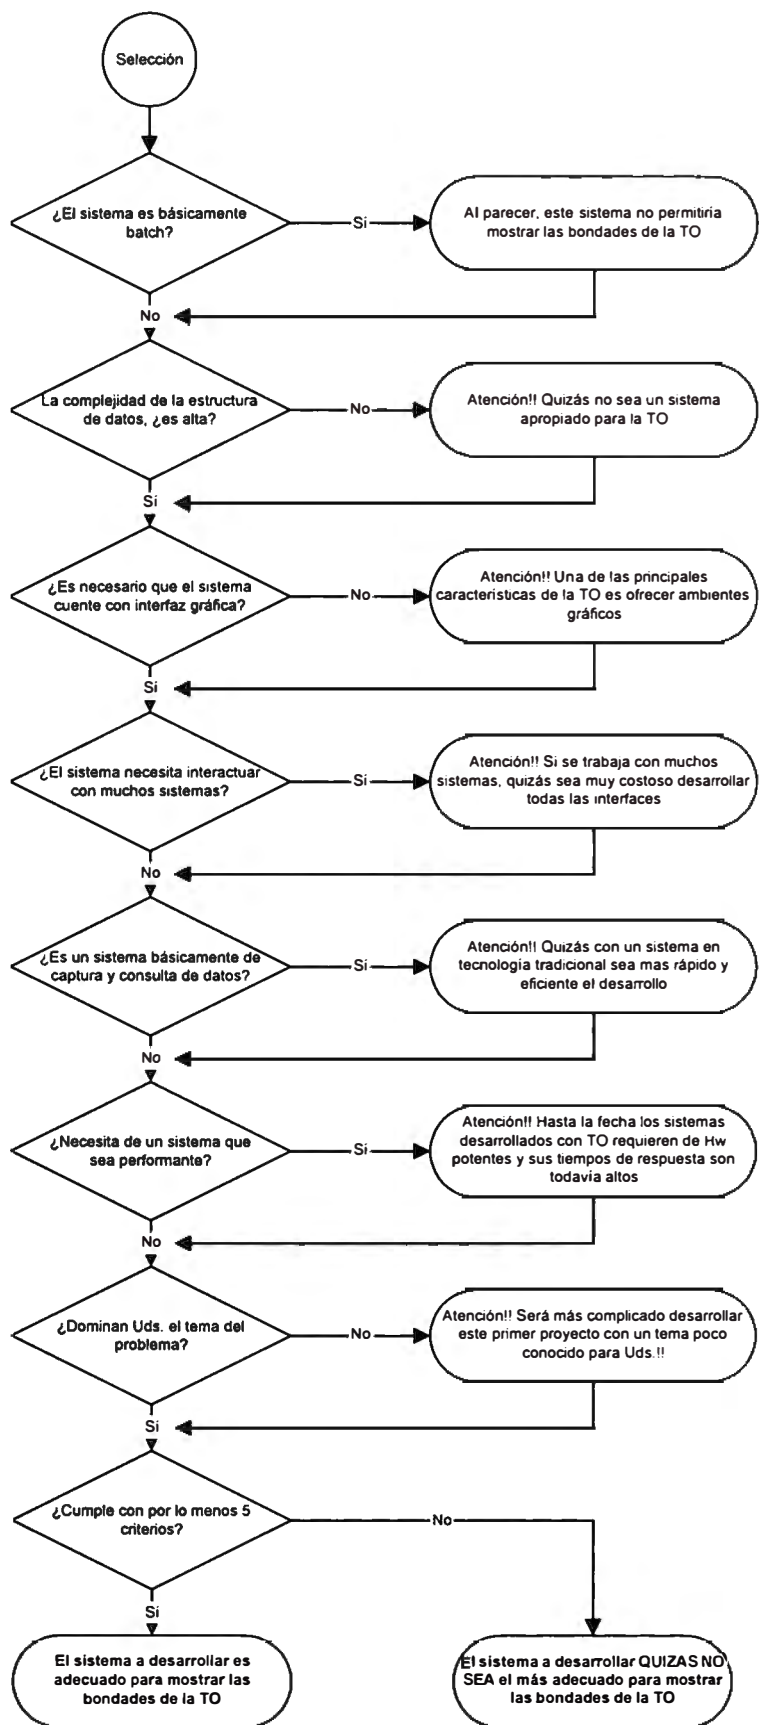 Selección
¿El sistema es básicamente
batch?
Si
Al parecer, este sistema no permitiria
mostrar las bondades de la TO
No
La complejidad de la estructura
de datos, ¿es alta?
No
Atención!! Quizás no sea un sistema
apropiado para la TO
Si
¿Es necesario que el sistema
cuente con interfaz gráfica?
No
Atención!! Una de las principales
características de la TO es ofrecer ambientes
gráficos
Si
¿El sistema necesita interactuar
con muchos sistemas?
Si
Atención!! Si se trabaja con muchos
sistemas, quizás sea muy costoso desarrollar
todas las interfaces
No
¿Es un sistema básicamente de
captura y consulta de datos?
Si
Atención!! Quizás con un sistema en
tecnología tradicional sea mas rápido y
eficiente el desarrollo
No
¿Necesita de un sistema que
sea performante?
Si
Atención!! Hasta la fecha los sistemas
desarrollados con TO requieren de Hw
potentes y sus tiempos de respuesta son
todavía altos
No
¿Dominan Uds. el tema del
problema?
No
Atención!! Será más complicado desarrollar
este primer proyecto con un tema poco
conocido para Uds.!!
Si
¿Cumple con por lo menos 5
criterios?
No
Si
El sistema a desarrollar es
adecuado para mostrar las
bondades de la TO
El sistema a desarrollar QUIZAS NO
SEA el más adecuado para mostrar
las bondades de la TO